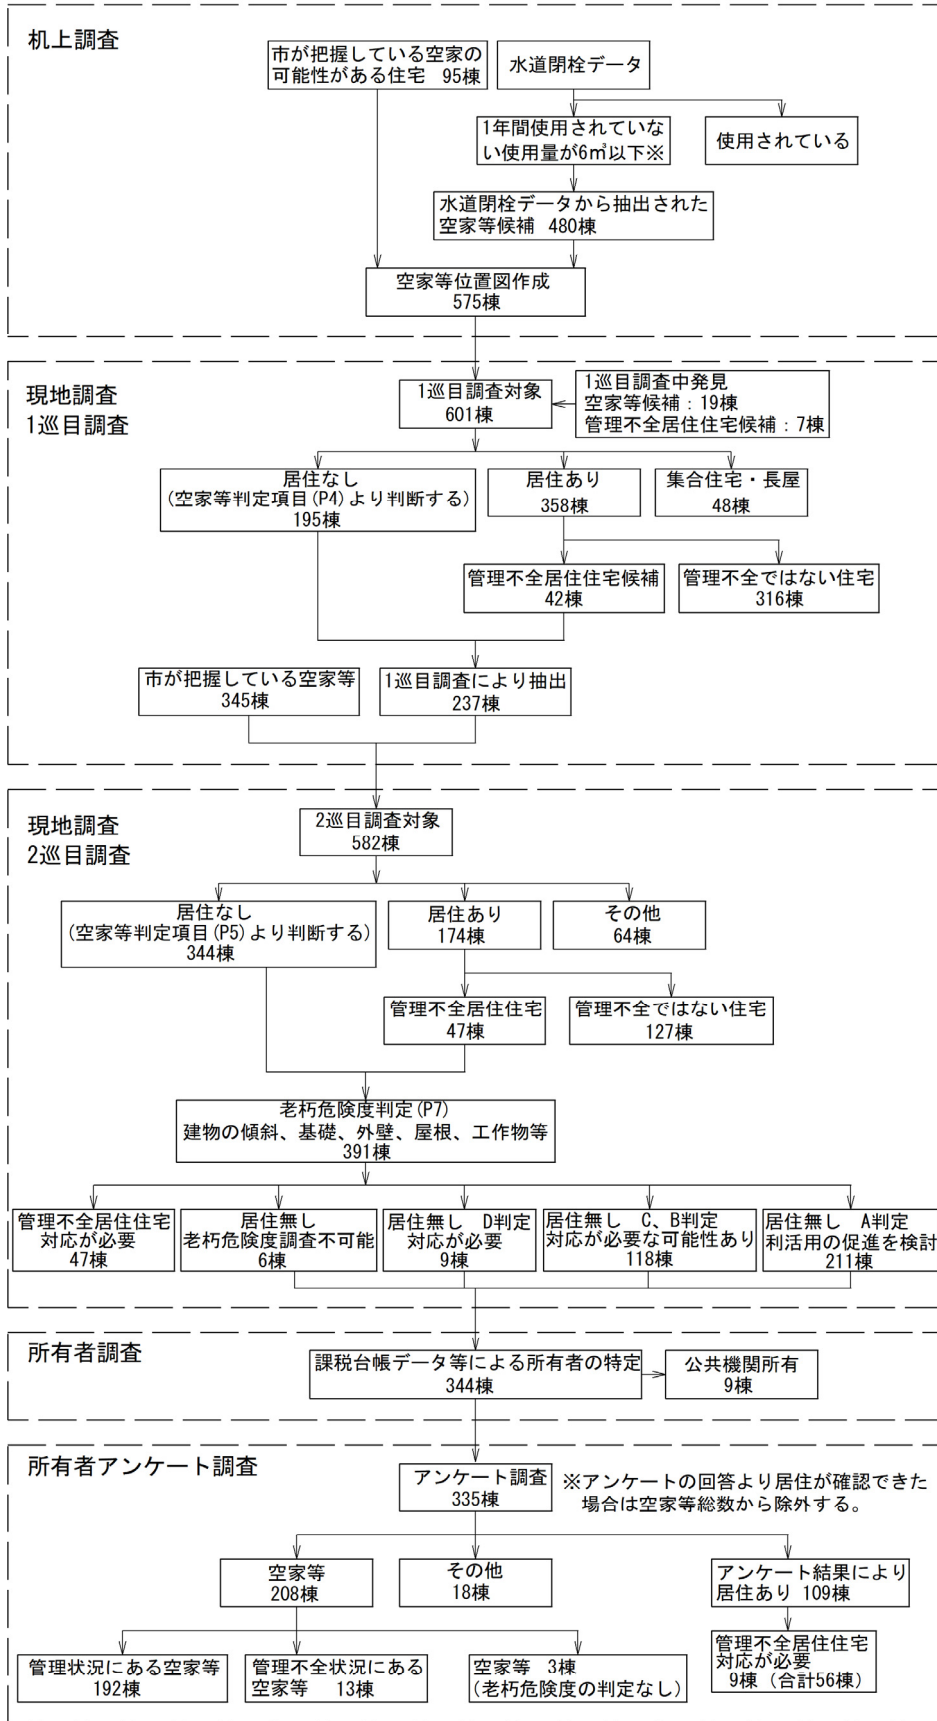 机上調査
市が把握している空家の
可能性がある住宅 95棟
水道閉栓データ
1年間使用されていな
い使用量が6㎥以下※
使用されている
水道閉栓データから抽出された
空家等候補 480棟
空家等位置図作成
575棟
現地調査
1巡目調査
1巡目調査対象
601棟
1巡目調査中発見
空家等候補：19棟
管理不全居住住宅候補：7棟
居住なし
(空家等判定項目(P4)より判断する)
195棟
居住あり
358棟
集合住宅・長屋
48棟
管理不全居住住宅候補
42棟
管理不全ではない住宅
316棟
市が把握している空家等
345棟
1巡目調査により抽出
237棟
現地調査
2巡目調査
2巡目調査対象
582棟
居住なし
(空家等判定項目(P5)より判断する)
344棟
居住あり
174棟
その他
64棟
管理不全居住住宅
47棟
管理不全ではない住宅
127棟
老朽危険度判定(P7)
建物の傾斜、基礎、外壁、屋根、工作物等
391棟
管理不全居住住宅
対応が必要
47棟
居住無し
老朽危険度調査不可能
6棟
居住無し D判定
対応が必要
9棟
居住無し C、B判定
対応が必要な可能性あり
118棟
居住無し A判定
利活用の促進を検討
211棟
所有者調査
課税台帳データ等による所有者の特定
344棟
公共機関所有
9棟
所有者アンケート調査
アンケート調査
335棟
※アンケートの回答より居住が確認できた
場合は空家等総数から除外する。
空家等
208棟
その他
18棟
アンケート結果により
居住あり 109棟
管理状況にある空家等
192棟
管理不全状況にある
空家等 13棟
空家等 3棟
(老朽危険度の判定なし)
管理不全居住住宅
対応が必要
9棟（合計56棟）